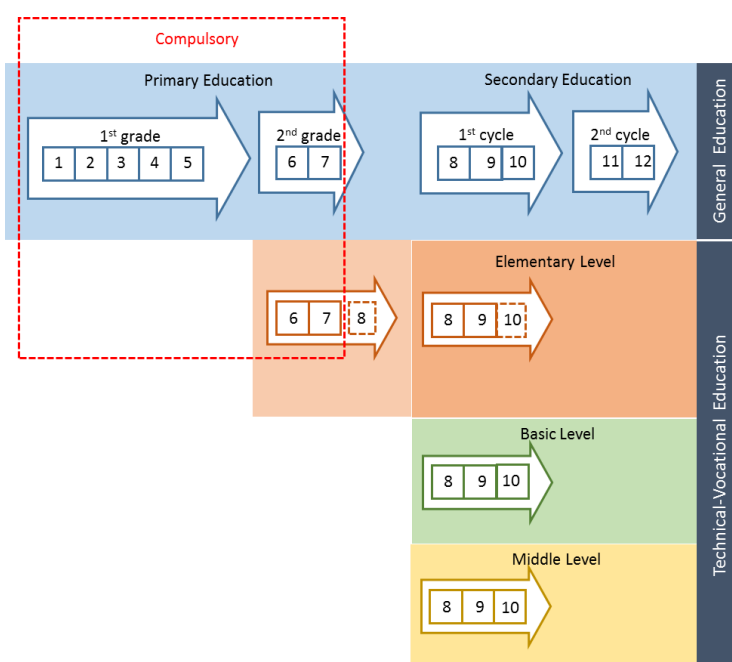 Compulsory
Primary Education
Secondary Education
1st grade
1 2 3 4 5
2nd grade
6 7
1st cycle
8 9 10
2nd cycle
11 12
General Education
Elementary Level
6 7 8
8 9 10
Basic Level
8 9 10
Middle Level
8 9 10
Technical-Vocational Education